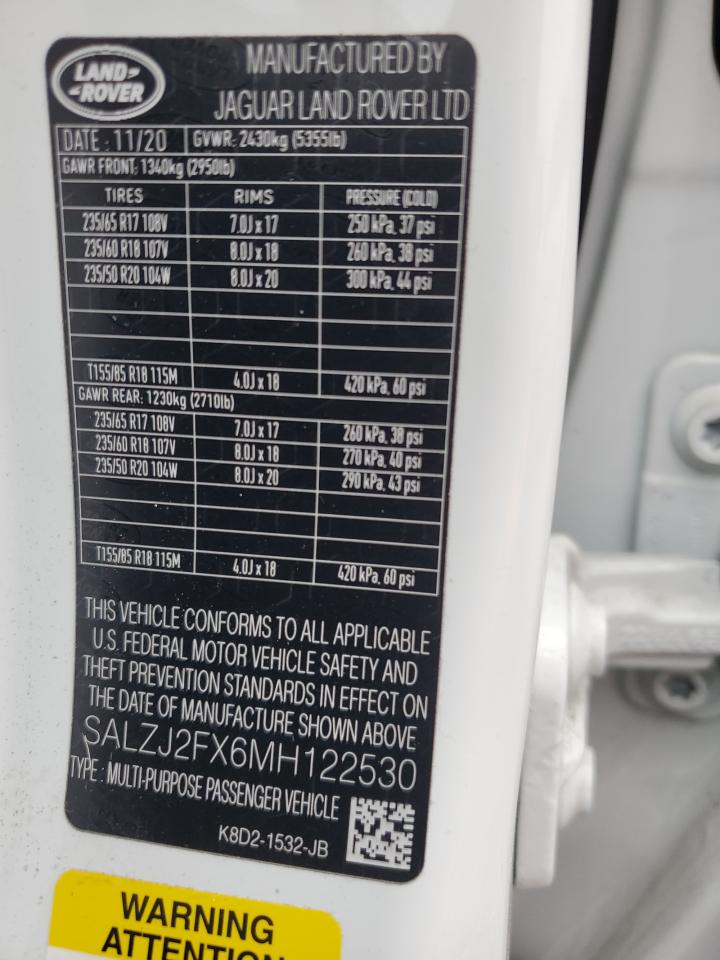 LAND ROVER
MANUFACTURED BY
JAGUAR LAND ROVER LTD
DATE : 11/20 GVWR: 2430kg (5355lb)
GAWR FRONT: 1340kg (2950lb)
TIRES RIMS PRESSURE (COLD)
235/65 R17 108V 7.0J x 17 250 kPa, 37 psi
235/60 R18 107V 8.0J x 18 260 kPa, 38 psi
235/50 R20 104W 8.0J x 20 300 kPa, 44 psi
T155/85 R18 115M 4.0J x 18 420 kPa, 60 psi
GAWR REAR: 1230kg (2710lb)
235/65 R17 108V 7.0J x 17 260 kPa, 38 psi
235/60 R18 107V 8.0J x 18 270 kPa, 40 psi
235/50 R20 104W 8.0J x 20 290 kPa, 43 psi
T155/85 R18 115M 4.0J x 18 420 kPa, 60 psi
THIS VEHICLE CONFORMS TO ALL APPLICABLE
U.S. FEDERAL MOTOR VEHICLE SAFETY AND
THEFT PREVENTION STANDARDS IN EFFECT ON
THE DATE OF MANUFACTURE SHOWN ABOVE
SALZJ2FX6MH122530
TYPE : MULTI-PURPOSE PASSENGER VEHICLE
K8D2-1532-JB
WARNING
ATTENTION